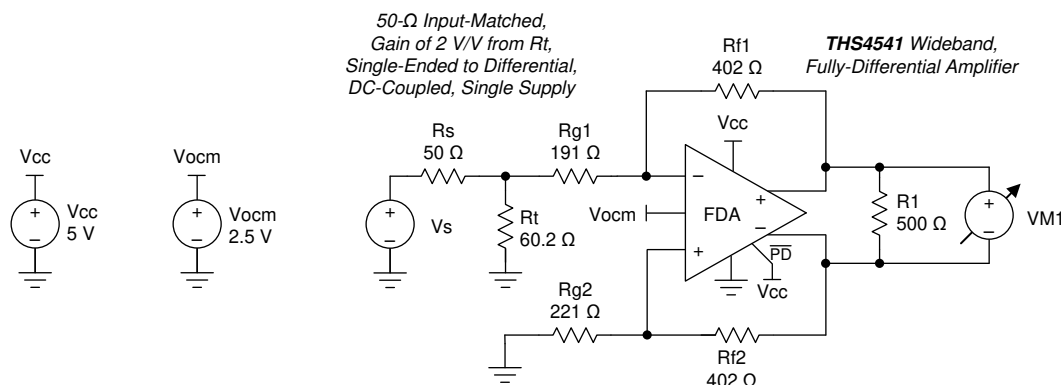 50-Ω Input-Matched,
Gain of 2 V/V from Rt,
Single-Ended to Differential,
DC-Coupled, Single Supply
Rf1
402 Ω
THS4541 Wideband,
Fully-Differential Amplifier
Vcc
Vcc
5 V
Vocm
Vocm
2.5 V
Rs
50 Ω
Vs
Rt
60.2 Ω
Rg1
191 Ω
Vcc
Vocm
FDA
PD
Vcc
R1
500 Ω
VM1
Rg2
221 Ω
Rf2
402 Ω